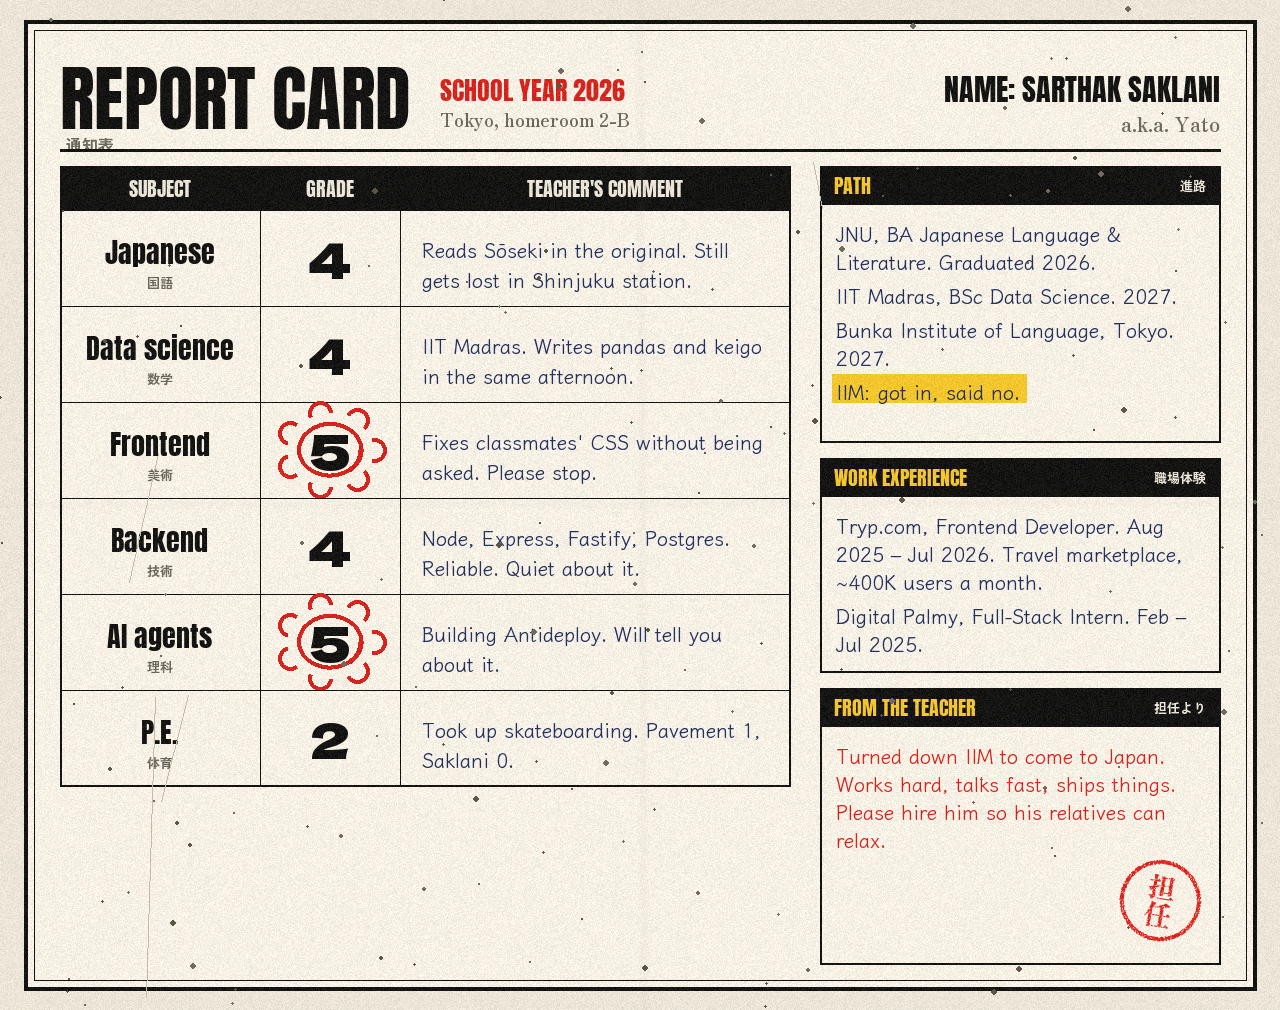 REPORT CARD
通知表
SCHOOL YEAR 2026
Tokyo, homeroom 2-B
NAME: SARTHAK SAKLANI
a.k.a. Yato
SUBJECT GRADE TEACHER'S COMMENT
Japanese
国語
4
Reads Sōseki in the original. Still
gets lost in Shinjuku station.
Data science
数学
4
IIT Madras. Writes pandas and keigo
in the same afternoon.
Frontend
美術
5
Fixes classmates' CSS without being
asked. Please stop.
Backend
技術
4
Node, Express, Fastify, Postgres.
Reliable. Quiet about it.
AI agents
理科
5
Building Antideploy. Will tell you
about it.
P.E.
体育
2
Took up skateboarding. Pavement 1,
Saklani 0.
PATH 進路
JNU, BA Japanese Language &
Literature. Graduated 2026.
IIT Madras, BSc Data Science. 2027.
Bunka Institute of Language, Tokyo.
2027.
IIM: got in, said no.
WORK EXPERIENCE 職場体験
Tryp.com, Frontend Developer. Aug
2025 – Jul 2026. Travel marketplace,
~400K users a month.
Digital Palmy, Full-Stack Intern. Feb –
Jul 2025.
FROM THE TEACHER 担任より
Turned down IIM to come to Japan.
Works hard, talks fast, ships things.
Please hire him so his relatives can
relax.
担任